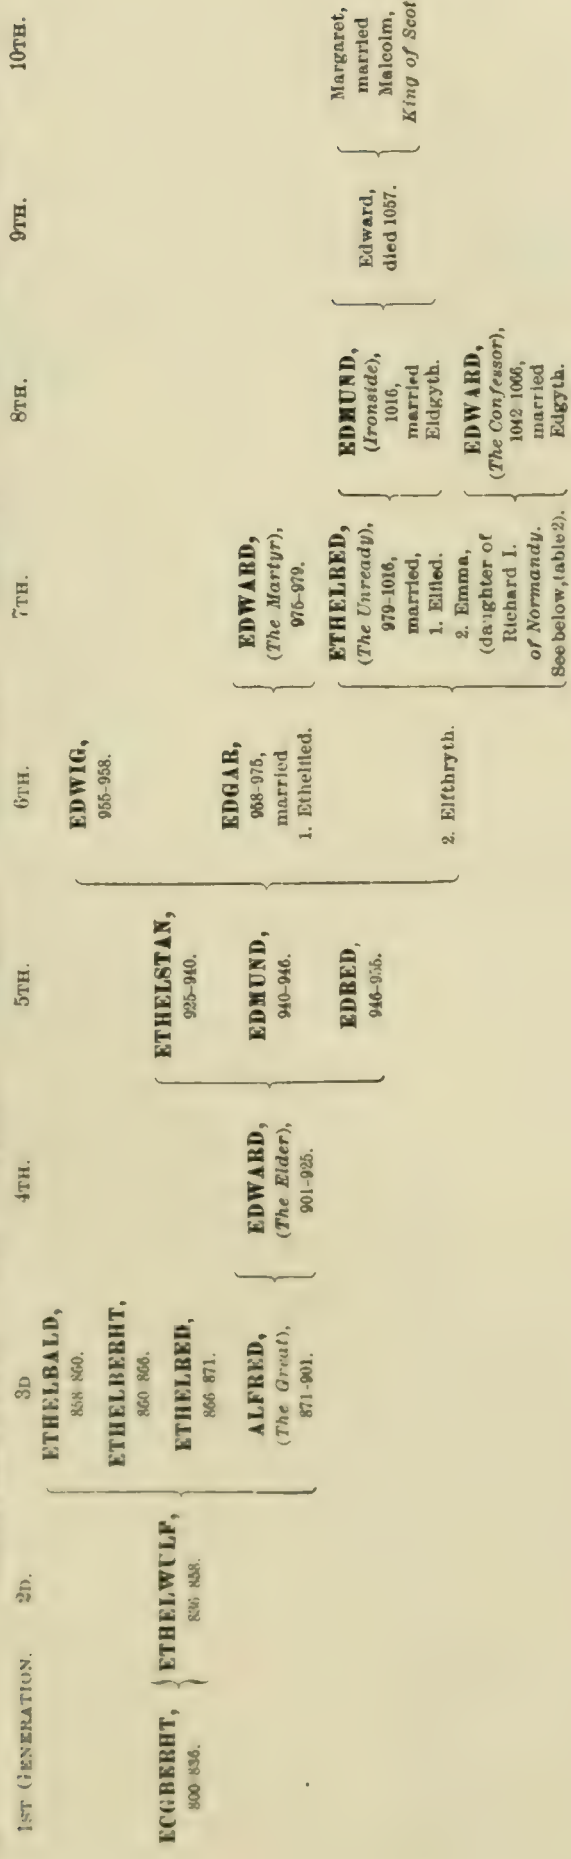 1ST GENERATION.
2D.
3D
4TH.
5TH.
6TH.
7TH.
8TH.
9TH.
10TH.
ECGBERHT,
800 836.
ETHELWULF,
836 858.
ETHELBALD,
858 860.
ETHELBERHT,
860 866.
ETHELRED,
866 871.
ALFRED,
(The Great),
871-901.
EDWARD,
(The Elder),
901-925.
ETHELSTAN,
925-940.
EDMUND,
940-946.
EDRED,
946-955.
EDWIG,
955-958.
EDGAR,
958-975,
married
1. Ethelfled.
2. Elfthryth.
EDWARD,
(The Martyr),
975-979.
ETHELRED,
(The Unready),
979-1016,
married,
1. Elfled.
2. Emma,
(daughter of
Richard I.
of Normandy.
See below, table 2).
EDMUND,
(Ironside),
1016,
married
Eldgyth.
EDWARD,
(The Confessor),
1042-1066,
married
Edgyth.
Edward,
died 1057.
Margaret,
married
Malcolm,
King of Scot